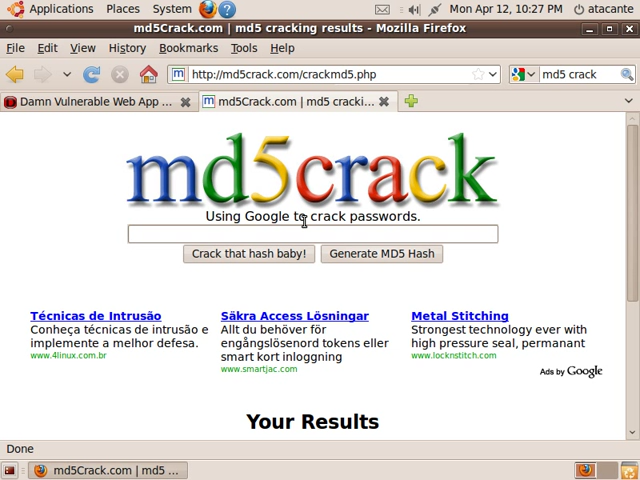 Applications Places System Mon Apr 12, 10:27 PM atacante
md5Crack.com | md5 cracking results - Mozilla Firefox
File Edit View History Bookmarks Tools Help
http://md5crack.com/crackmd5.php md5 crack
Damn Vulnerable Web App ... md5Crack.com | md5 cracki...
md5crack
Using Google to crack passwords.
Crack that hash baby! Generate MD5 Hash
Técnicas de Intrusão Säkra Access Lösningar Metal Stitching
Conheça técnicas de intrusão e Allt du behöver för Strongest technology ever with
implemente a melhor defesa. engångslösenord tokens eller high pressure seal, permanant
www.4linux.com.br smart kort inloggning www.locknstitch.com
www.smartjac.com Ads by Google
Your Results
Done
md5Crack.com | md5 ...